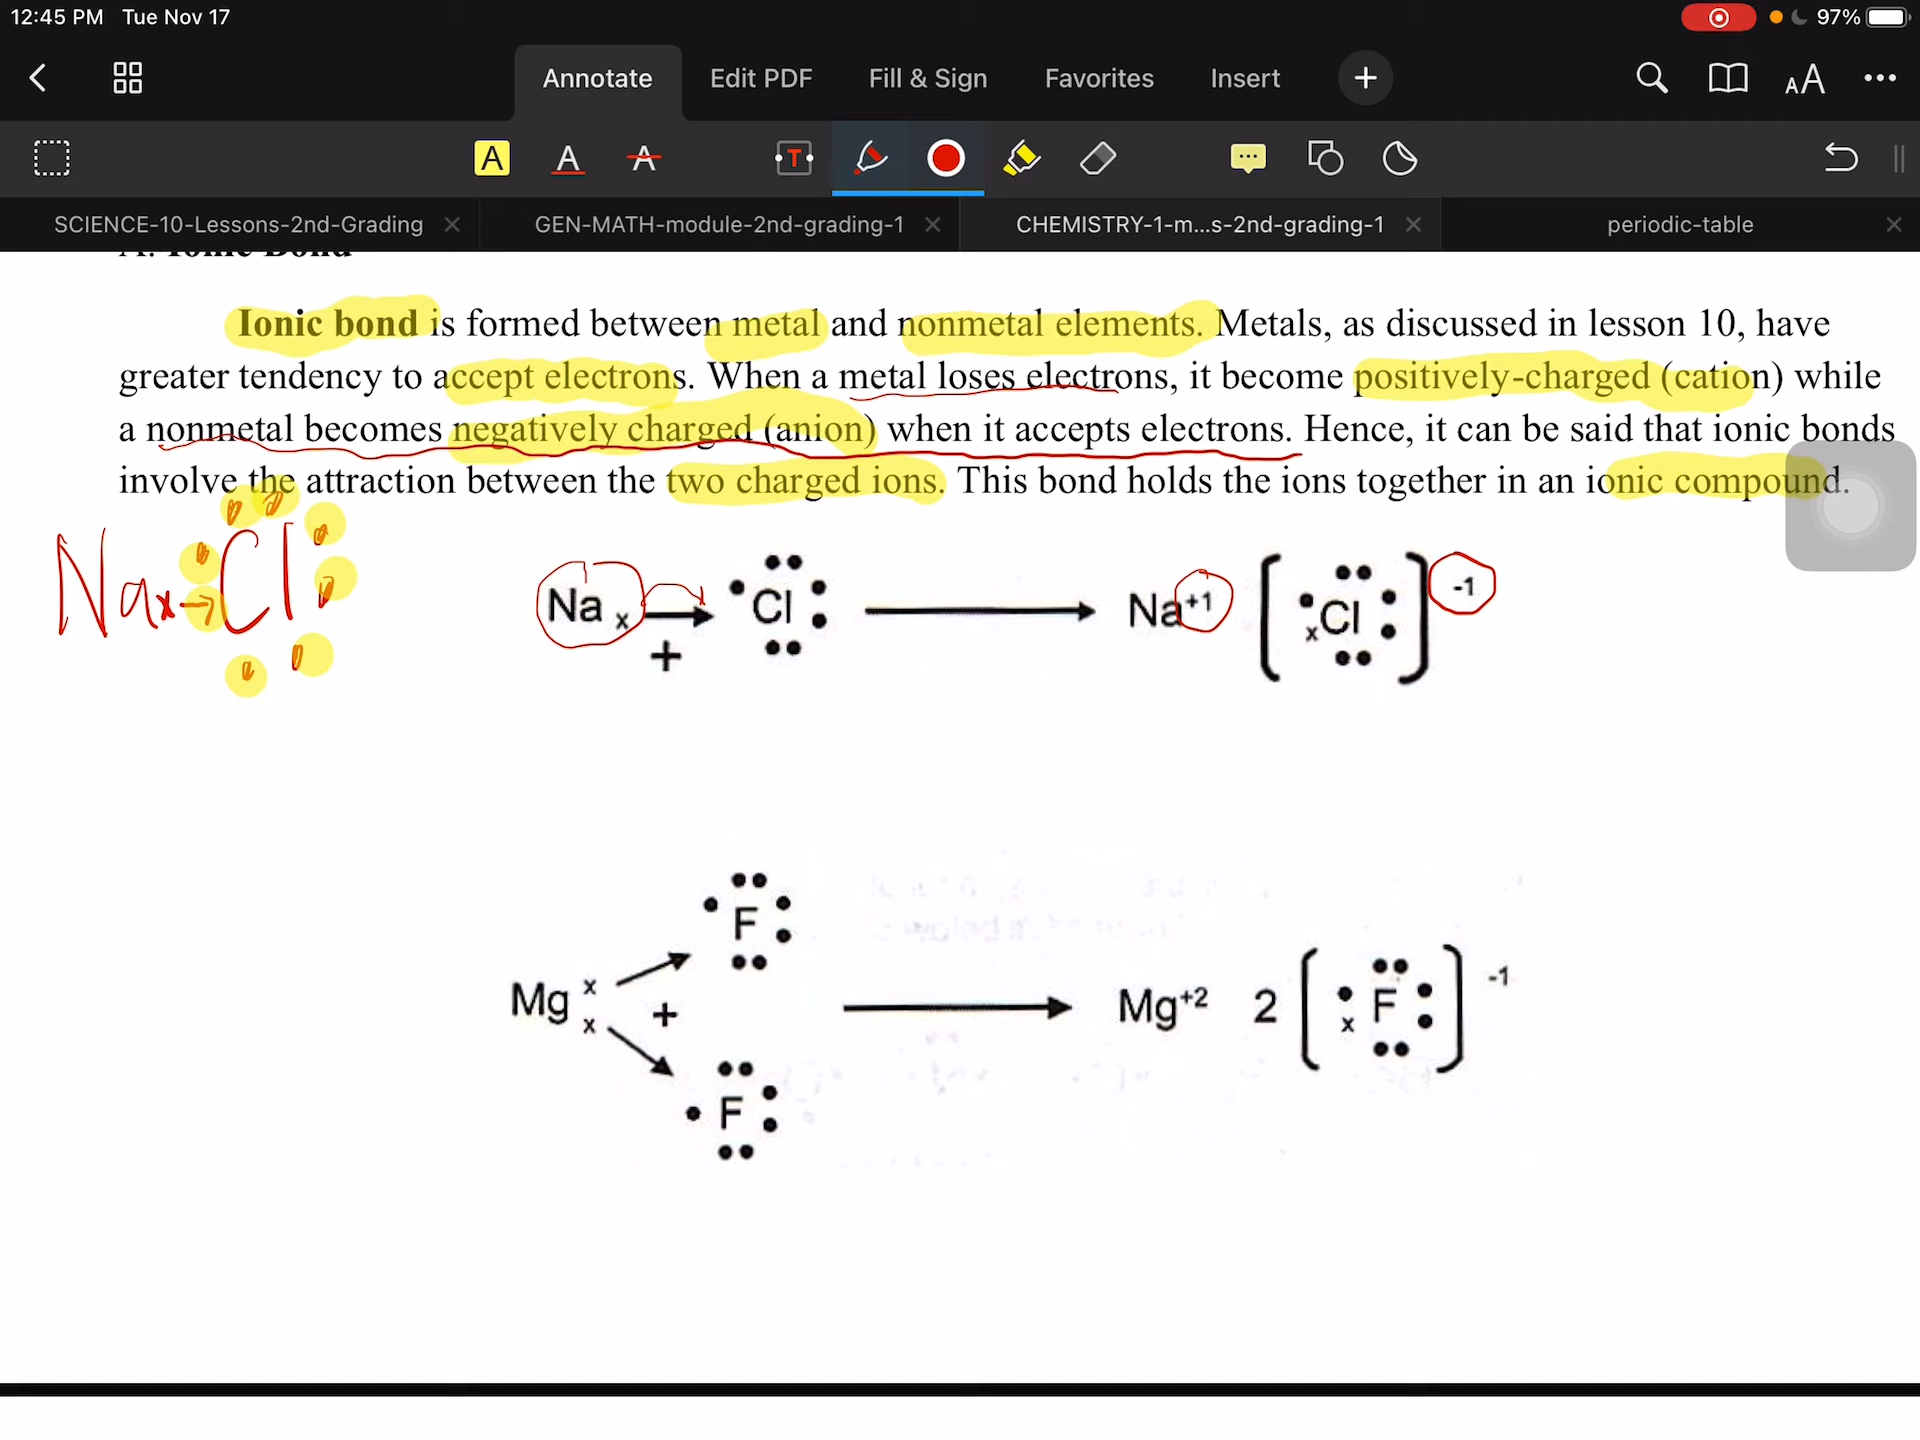 12:45 PM Tue Nov 17 97%
Annotate Edit PDF Fill & Sign Favorites Insert
SCIENCE-10-Lessons-2nd-Grading GEN-MATH-module-2nd-grading-1 CHEMISTRY-1-m...s-2nd-grading-1 periodic-table
A. Ionic Bond
Ionic bond is formed between metal and nonmetal elements. Metals, as discussed in lesson 10, have
greater tendency to accept electrons. When a metal loses electrons, it become positively-charged (cation) while
a nonmetal becomes negatively charged (anion) when it accepts electrons. Hence, it can be said that ionic bonds
involve the attraction between the two charged ions. This bond holds the ions together in an ionic compound.
Nax→Cl
Na x + Cl → Na+1 [x Cl] -1
F
Mg x x + → Mg+2 2 [x F] -1
F